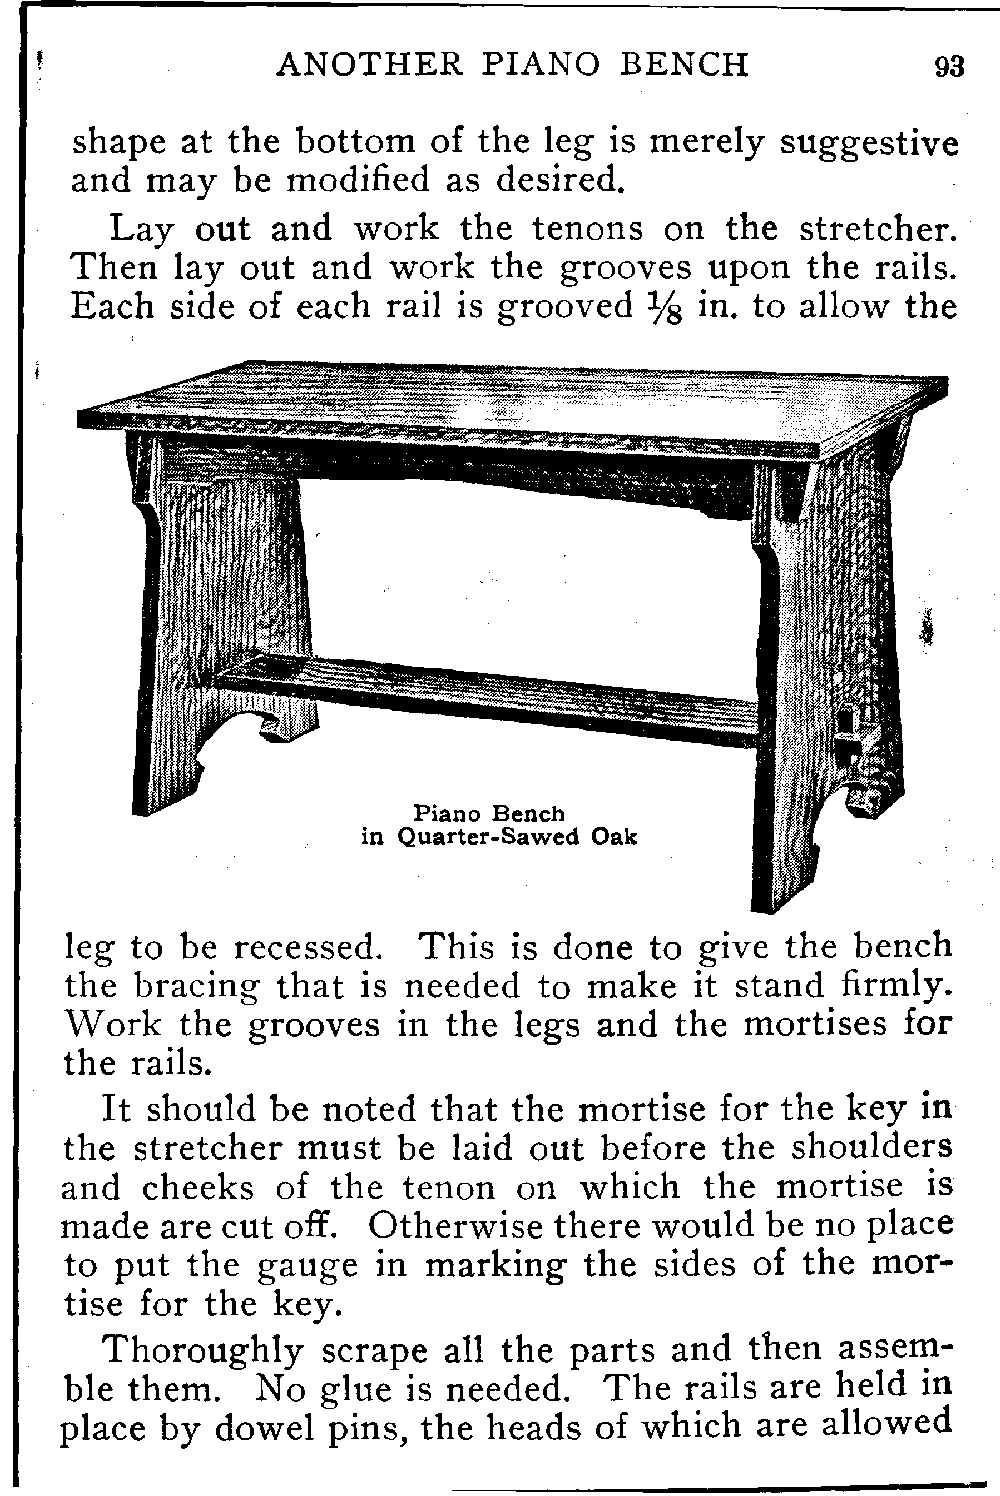 ANOTHER PIANO BENCH 93
shape at the bottom of the leg is merely suggestive
and may be modified as desired.
Lay out and work the tenons on the stretcher.
Then lay out and work the grooves upon the rails.
Each side of each rail is grooved ⅛ in. to allow the
Piano Bench
in Quarter-Sawed Oak
leg to be recessed. This is done to give the bench
the bracing that is needed to make it stand firmly.
Work the grooves in the legs and the mortises for
the rails.
It should be noted that the mortise for the key in
the stretcher must be laid out before the shoulders
and cheeks of the tenon on which the mortise is
made are cut off. Otherwise there would be no place
to put the gauge in marking the sides of the mor-
tise for the key.
Thoroughly scrape all the parts and then assem-
ble them. No glue is needed. The rails are held in
place by dowel pins, the heads of which are allowed